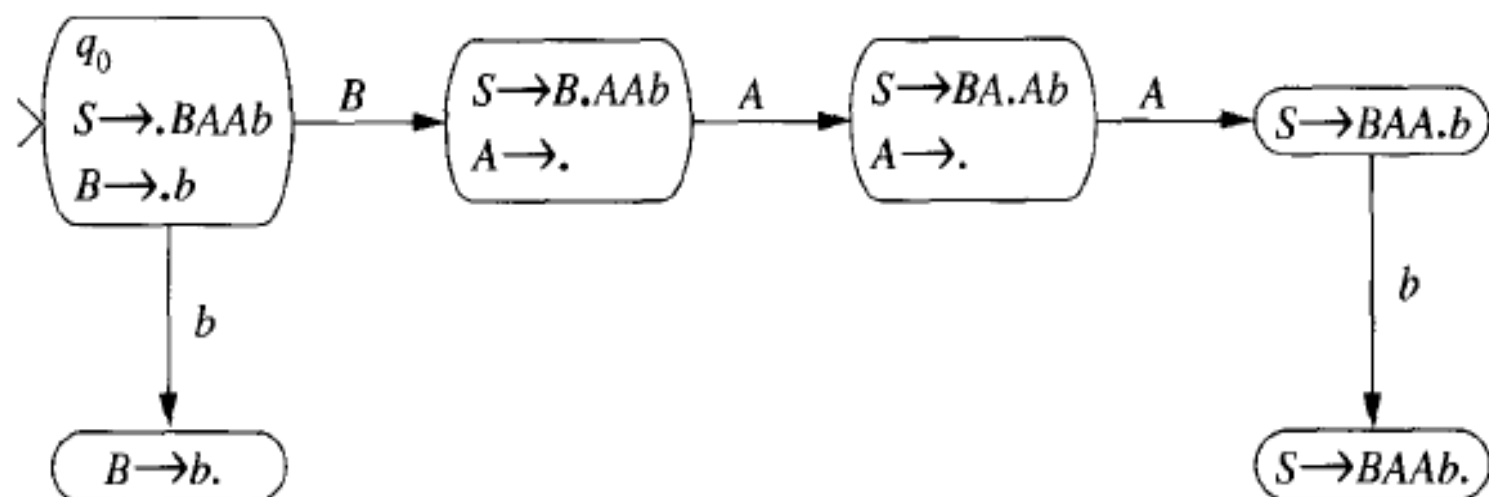 q₀
S→.BAAb
B→.b
B
S→B.AAb
A→.
A
S→BA.Ab
A→.
A
S→BAA.b
b
b
B→b.
S→BAAb.